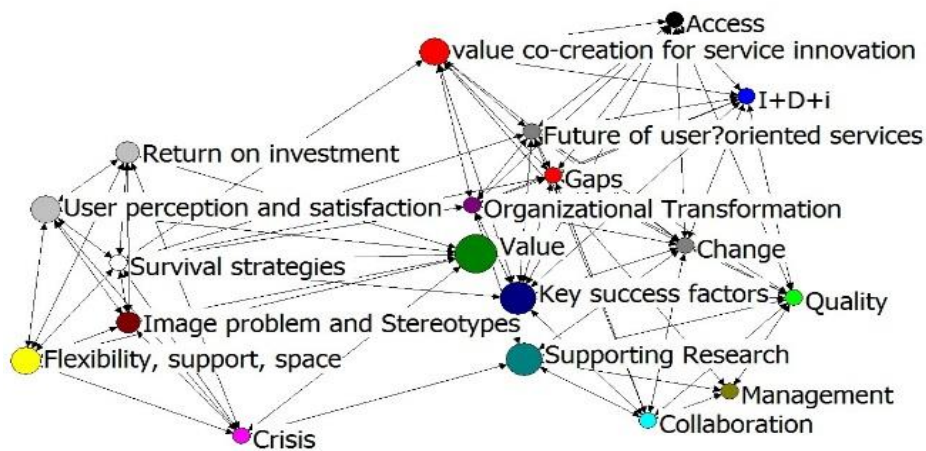 Access
value co-creation for service innovation
I+D+i
Future of user?oriented services
Return on investment
Gaps
User perception and satisfaction
Organizational Transformation
Value
Change
Survival strategies
Key success factors
Quality
Image problem and Stereotypes
Flexibility, support, space
Supporting Research
Management
Collaboration
Crisis